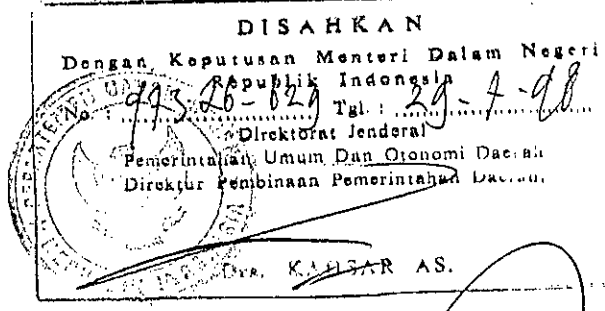 DISAHKAN
Dengan Keputusan Menteri Dalam Negeri
Republik Indonesia
No. : 973.26-629 Tgl : 29-7-98
Direktorat Jenderal
Pemerintahan Umum Dan Otonomi Daerah
Direktur Pembinaan Pemerintahan Daerah,
Drs. KAUSAR AS.